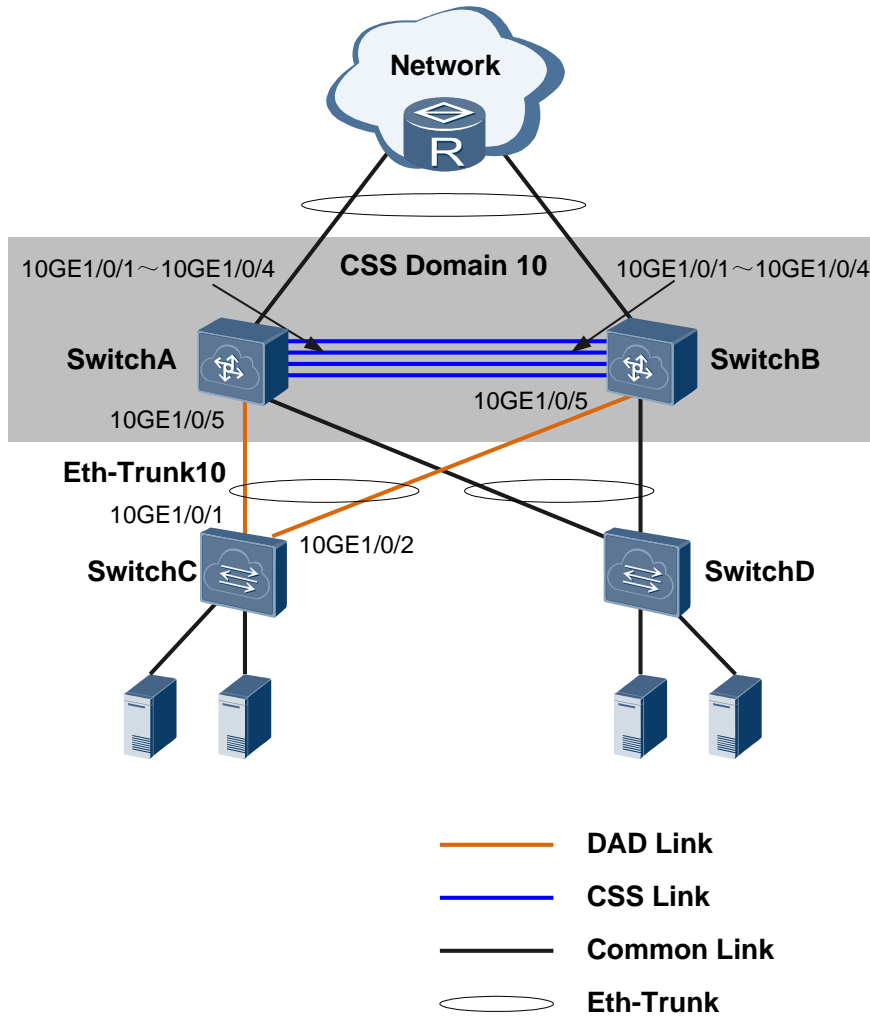 Network
R
CSS Domain 10
10GE1/0/1～10GE1/0/4
10GE1/0/1～10GE1/0/4
SwitchA
SwitchB
10GE1/0/5
10GE1/0/5
Eth-Trunk10
10GE1/0/1
10GE1/0/2
SwitchC
SwitchD
DAD Link
CSS Link
Common Link
Eth-Trunk